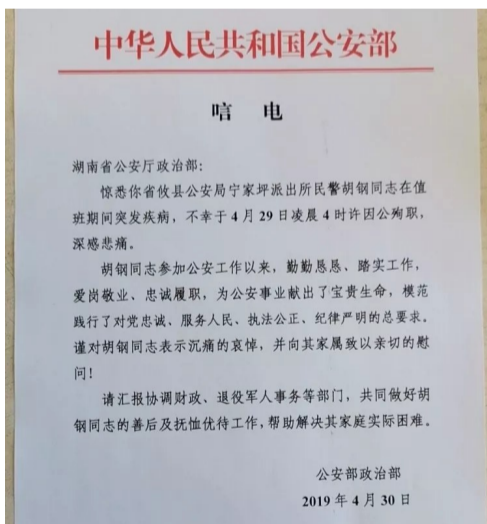 中华人民共和国公安部
唁 电
湖南省公安厅政治部：
惊悉你省攸县公安局宁家坪派出所民警胡钢同志在值
班期间突发疾病，不幸于4月29日凌晨4时许因公殉职，
深感悲痛。
胡钢同志参加公安工作以来，勤勤恳恳、踏实工作，
爱岗敬业、忠诚履职，为公安事业献出了宝贵生命，模范
践行了对党忠诚、服务人民、执法公正、纪律严明的总要求。
谨对胡钢同志表示沉痛的哀悼，并向其家属致以亲切的慰
问！
请汇报协调财政、退役军人事务等部门，共同做好胡
钢同志的善后及抚恤优待工作，帮助解决其家庭实际困难。
公安部政治部
2019年4月30日